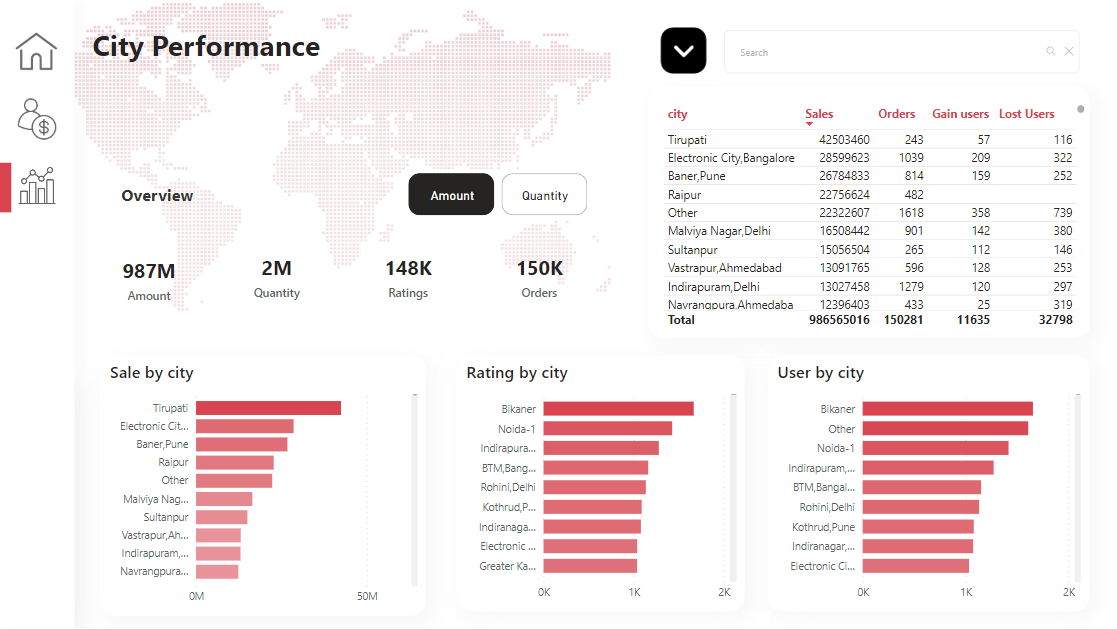 City Performance
Search
Overview
Amount
Quantity
987M
Amount
2M
Quantity
148K
Ratings
150K
Orders
city Sales Orders Gain users Lost Users
Tirupati 42503460 243 57 116
Electronic City,Bangalore 28599623 1039 209 322
Baner,Pune 26784833 814 159 252
Raipur 22756624 482
Other 22322607 1618 358 739
Malviya Nagar,Delhi 16508442 901 142 380
Sultanpur 15056504 265 112 146
Vastrapur,Ahmedabad 13091765 596 128 253
Indirapuram,Delhi 13027458 1279 120 297
Navrangpura,Ahmedaba 12396403 433 25 319
Total 986565016 150281 11635 32798
Sale by city
Tirupati
Electronic Cit...
Baner,Pune
Raipur
Other
Malviya Nag...
Sultanpur
Vastrapur,Ah...
Indirapuram,...
Navrangpura...
0M 50M
Rating by city
Bikaner
Noida-1
Indirapura...
BTM,Bang...
Rohini,Delhi
Kothrud,P...
Indiranaga...
Electronic ...
Greater Ka...
0K 1K 2K
User by city
Bikaner
Other
Noida-1
Indirapuram,...
BTM,Bangal...
Rohini,Delhi
Kothrud,Pune
Indiranagar,...
Electronic Ci...
0K 1K 2K